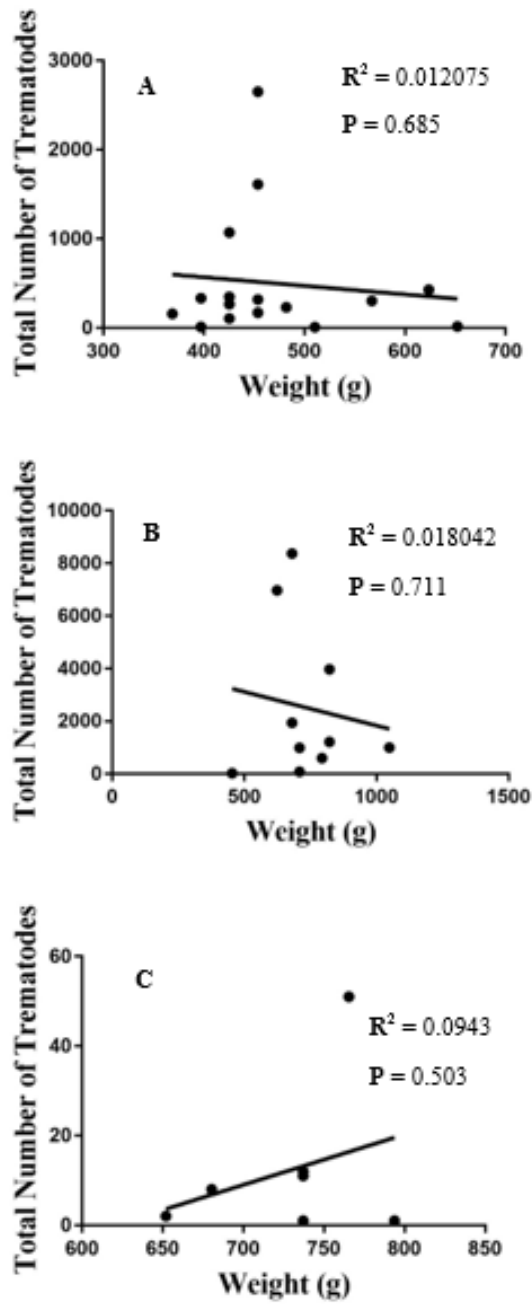 A
R² = 0.012075
P = 0.685
Total Number of Trematodes
3000
2000
1000
0
300 400 500 600 700
Weight (g)
B
R² = 0.018042
P = 0.711
Total Number of Trematodes
10000
8000
6000
4000
2000
0
0 500 1000 1500
Weight (g)
C
R² = 0.0943
P = 0.503
Total Number of Trematodes
60
40
20
0
600 650 700 750 800 850
Weight (g)